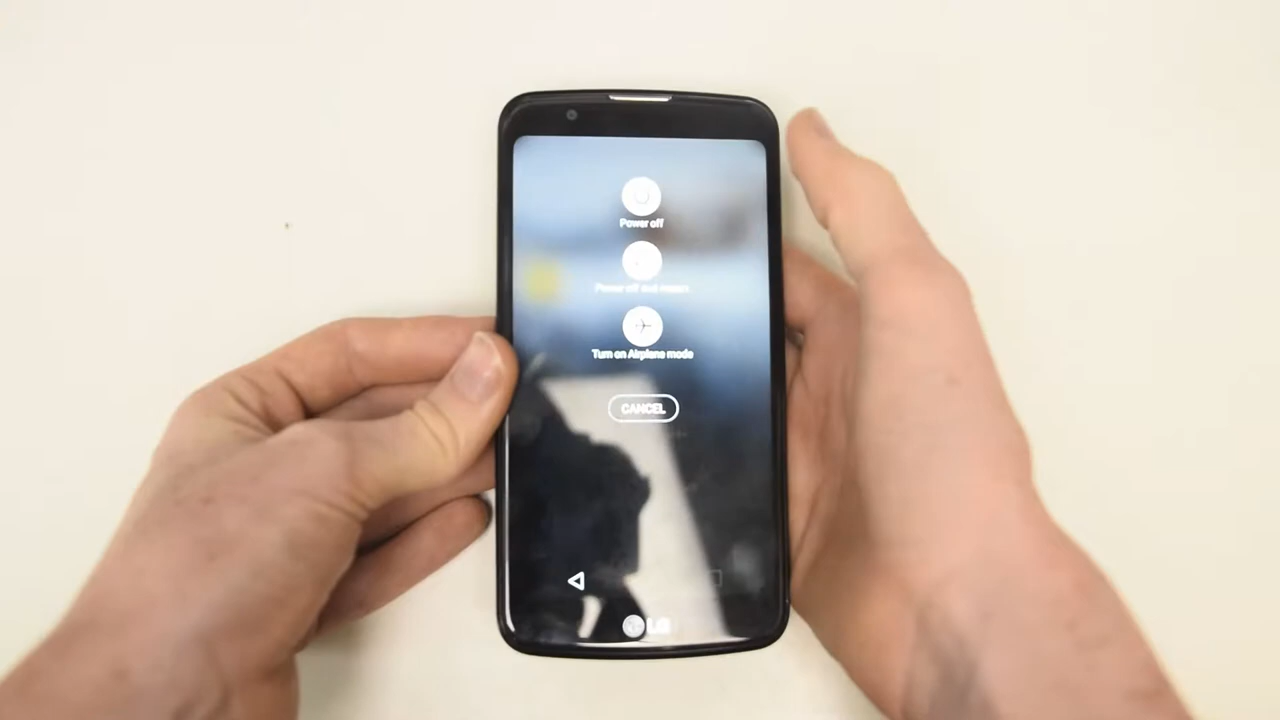 Power off
Power off and restart
Turn on Airplane mode
CANCEL
LG